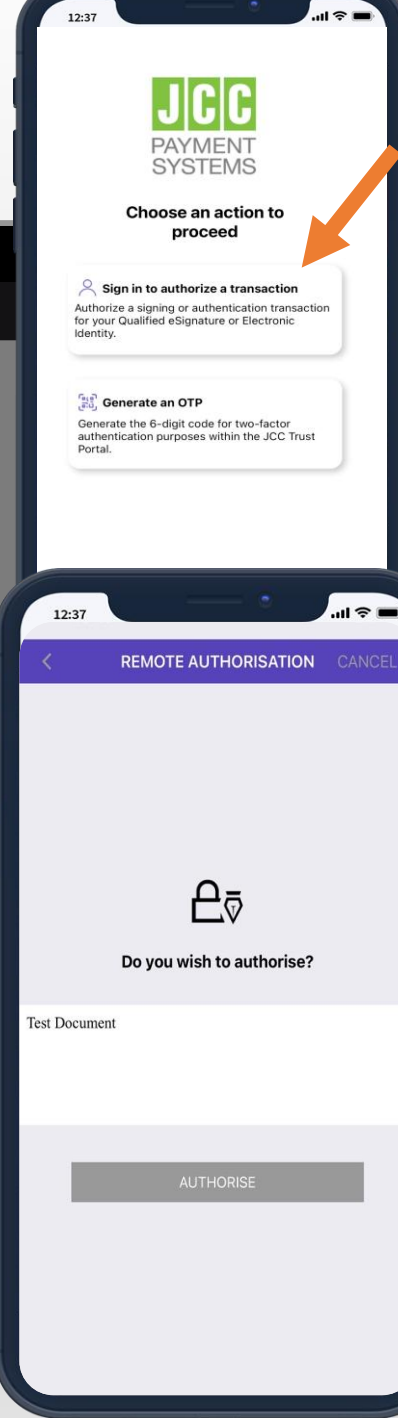 12:37
JCC
PAYMENT
SYSTEMS
Choose an action to
proceed
Sign in to authorize a transaction
Authorize a signing or authentication transaction
for your Qualified eSignature or Electronic
Identity.
Generate an OTP
Generate the 6-digit code for two-factor
authentication purposes within the JCC Trust
Portal.
12:37
REMOTE AUTHORISATION CANCEL
Do you wish to authorise?
Test Document
AUTHORISE